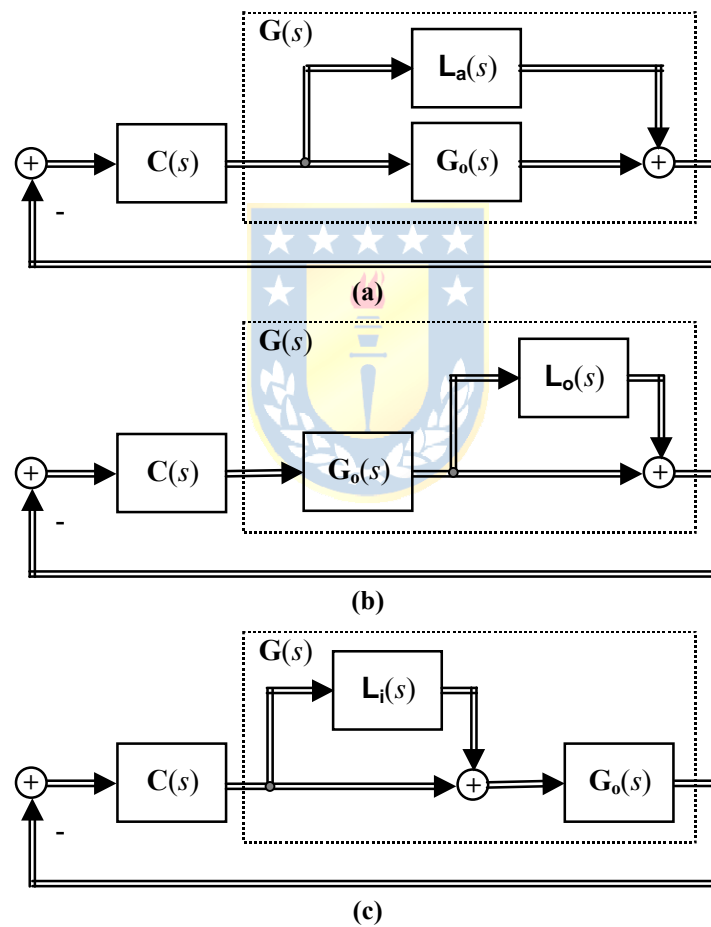 G(s)
Lₐ(s)
+ C(s) Gₒ(s) +
-
(a)
G(s)
Lₒ(s)
+ C(s) Gₒ(s) +
-
(b)
G(s)
Lᵢ(s)
+ C(s) + Gₒ(s)
-
(c)